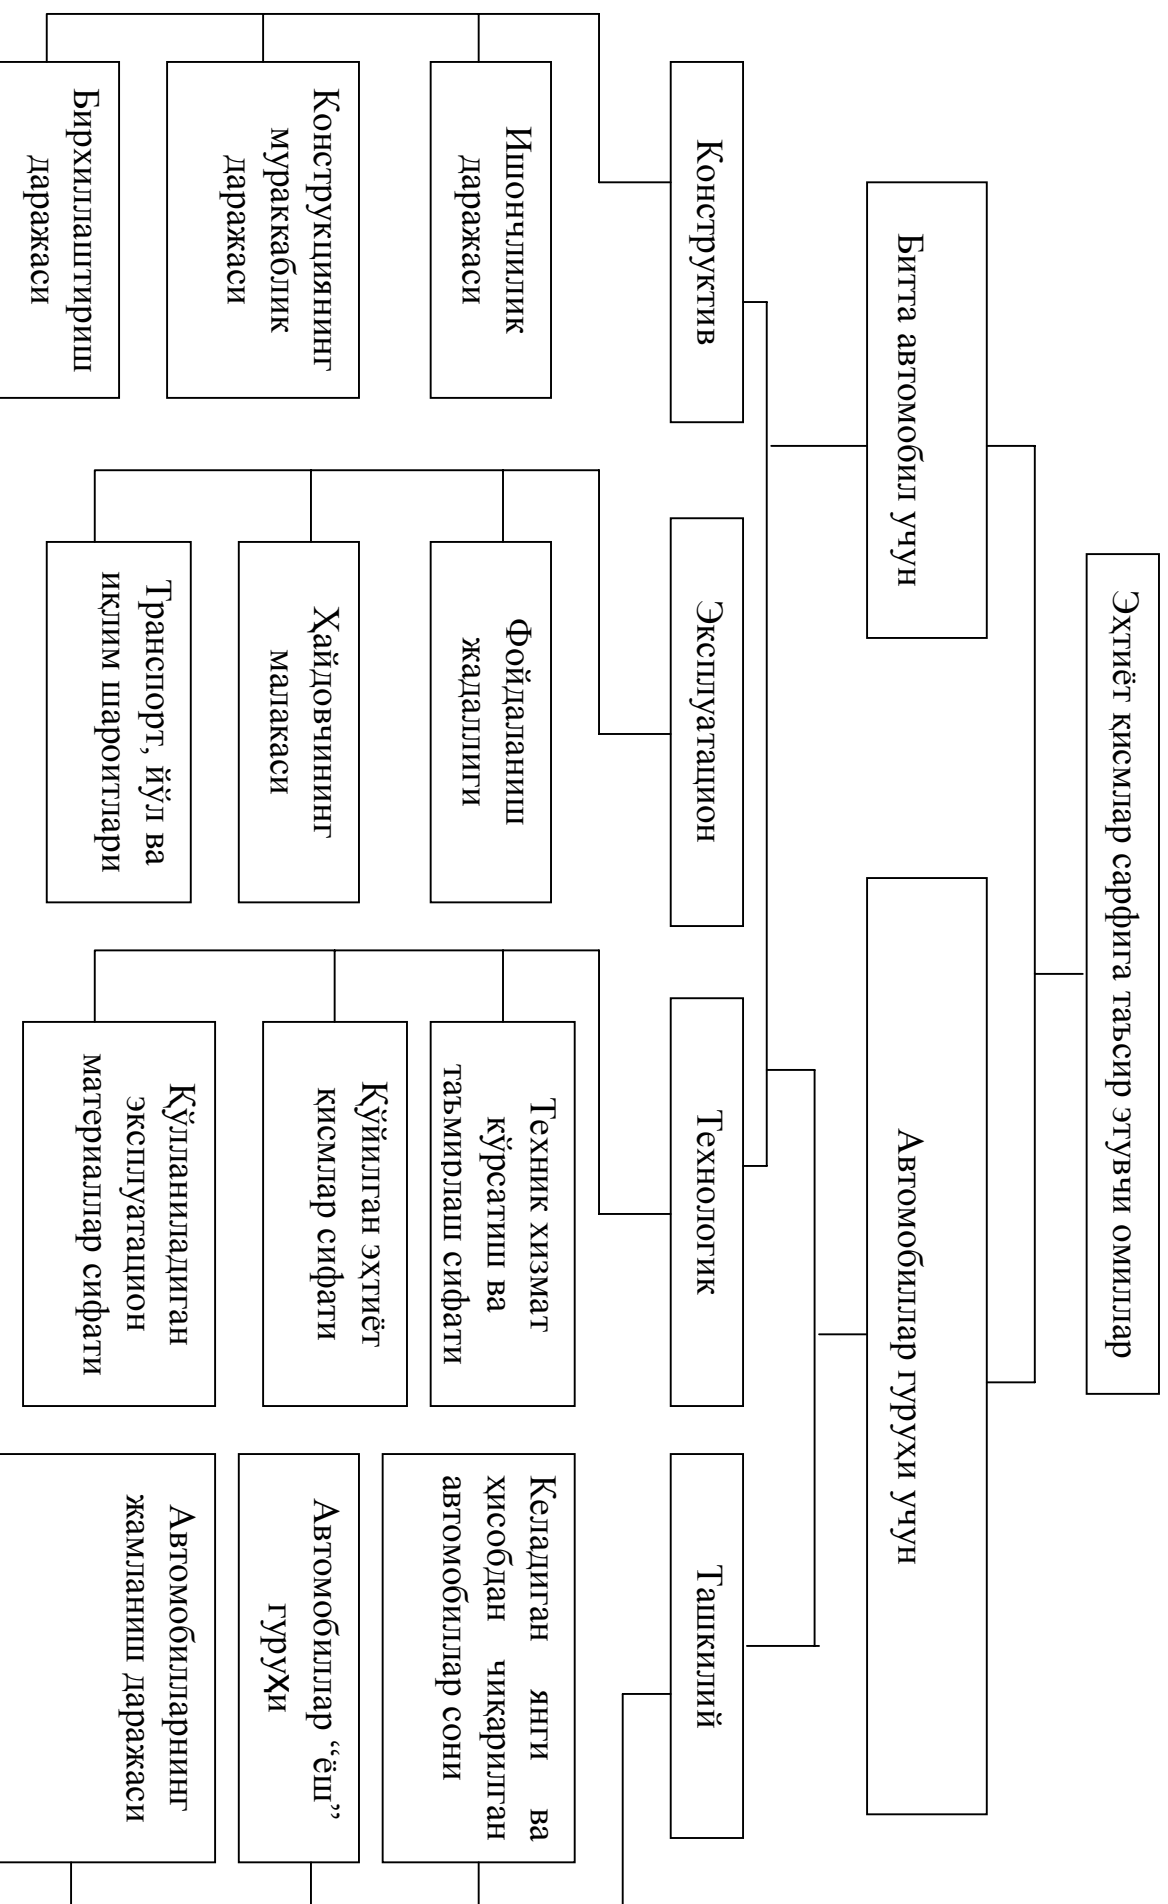 Эҳтиёт қисмлар сарфига таъсир этувчи омиллар
Битта автомобил учун
Автомобиллар гуруҳи учун
Конструктив
Эксплуатацион
Технологик
Ташкилий
Ишончлилик
даражаси
Конструкциянинг
мураккаблик
даражаси
Бирхиллаштириш
даражаси
Фойдаланиш
жадаллиги
Ҳайдовчининг
малакаси
Транспорт, йўл ва
иқлим шароитлари
Техник хизмат
кўрсатиш ва
таъмирлаш сифати
Қўйилган эҳтиёт
қисмлар сифати
Қўлланиладиган
эксплуатацион
материаллар сифати
Келадиган янги ва
ҳисобдан чиқарилган
автомобиллар сони
Автомобиллар “ёш”
гуруҳи
Автомобилларнинг
жамланиш даражаси